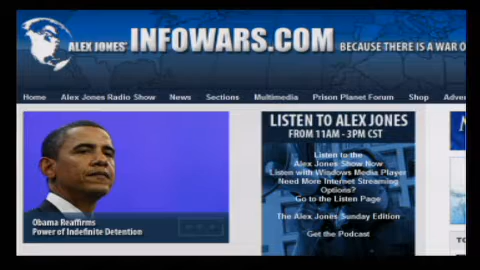 ALEX JONES' INFOWARS.COM BECAUSE THERE IS A WAR O
Home Alex Jones Radio Show News Sections Multimedia Prison Planet Forum Shop Adver
LISTEN TO ALEX JONES
FROM 11AM - 3PM CST
Listen to the
Alex Jones Show Now
Listen with Windows Media Player
Need More Internet Streaming
Options?
Go to the Listen Page
The Alex Jones Sunday Edition
Get the Podcast
Obama Reaffirms
Power of Indefinite Detention